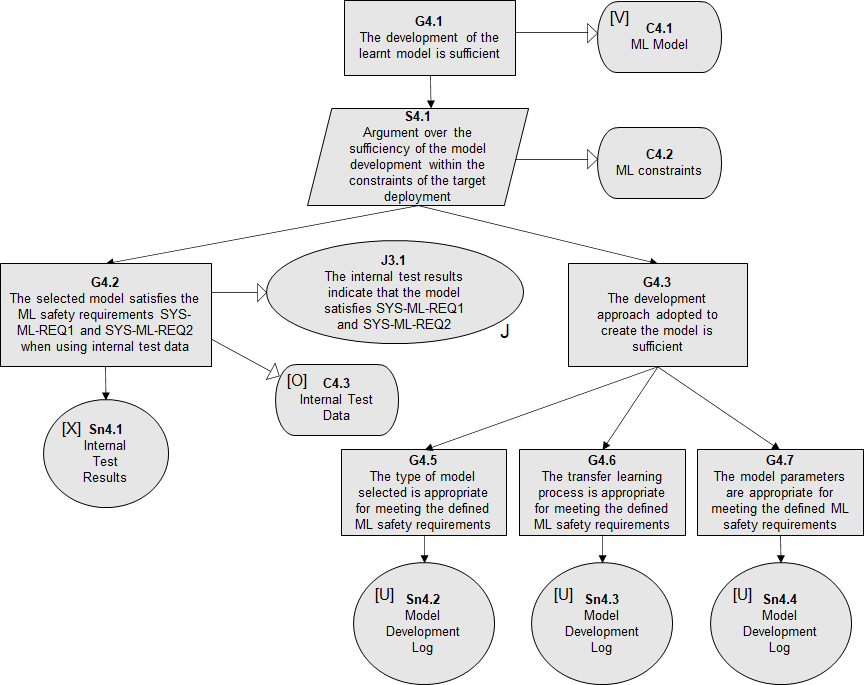 G4.1
The development of the
learnt model is sufficient
[V]
C4.1
ML Model
S4.1
Argument over the
sufficiency of the model
development within the
constraints of the target
deployment
C4.2
ML constraints
G4.2
The selected model satisfies the
ML safety requirements SYS-
ML-REQ1 and SYS-ML-REQ2
when using internal test data
J3.1
The internal test results
indicate that the model
satisfies SYS-ML-REQ1
and SYS-ML-REQ2
J
G4.3
The development
approach adopted to
create the model is
sufficient
[O] C4.3
Internal Test
Data
[X] Sn4.1
Internal
Test
Results
G4.5
The type of model
selected is appropriate
for meeting the defined
ML safety requirements
G4.6
The transfer learning
process is appropriate
for meeting the defined
ML safety requirements
G4.7
The model parameters
are appropriate for
meeting the defined ML
safety requirements
[U] Sn4.2
Model
Development
Log
[U] Sn4.3
Model
Development
Log
[U] Sn4.4
Model
Development
Log